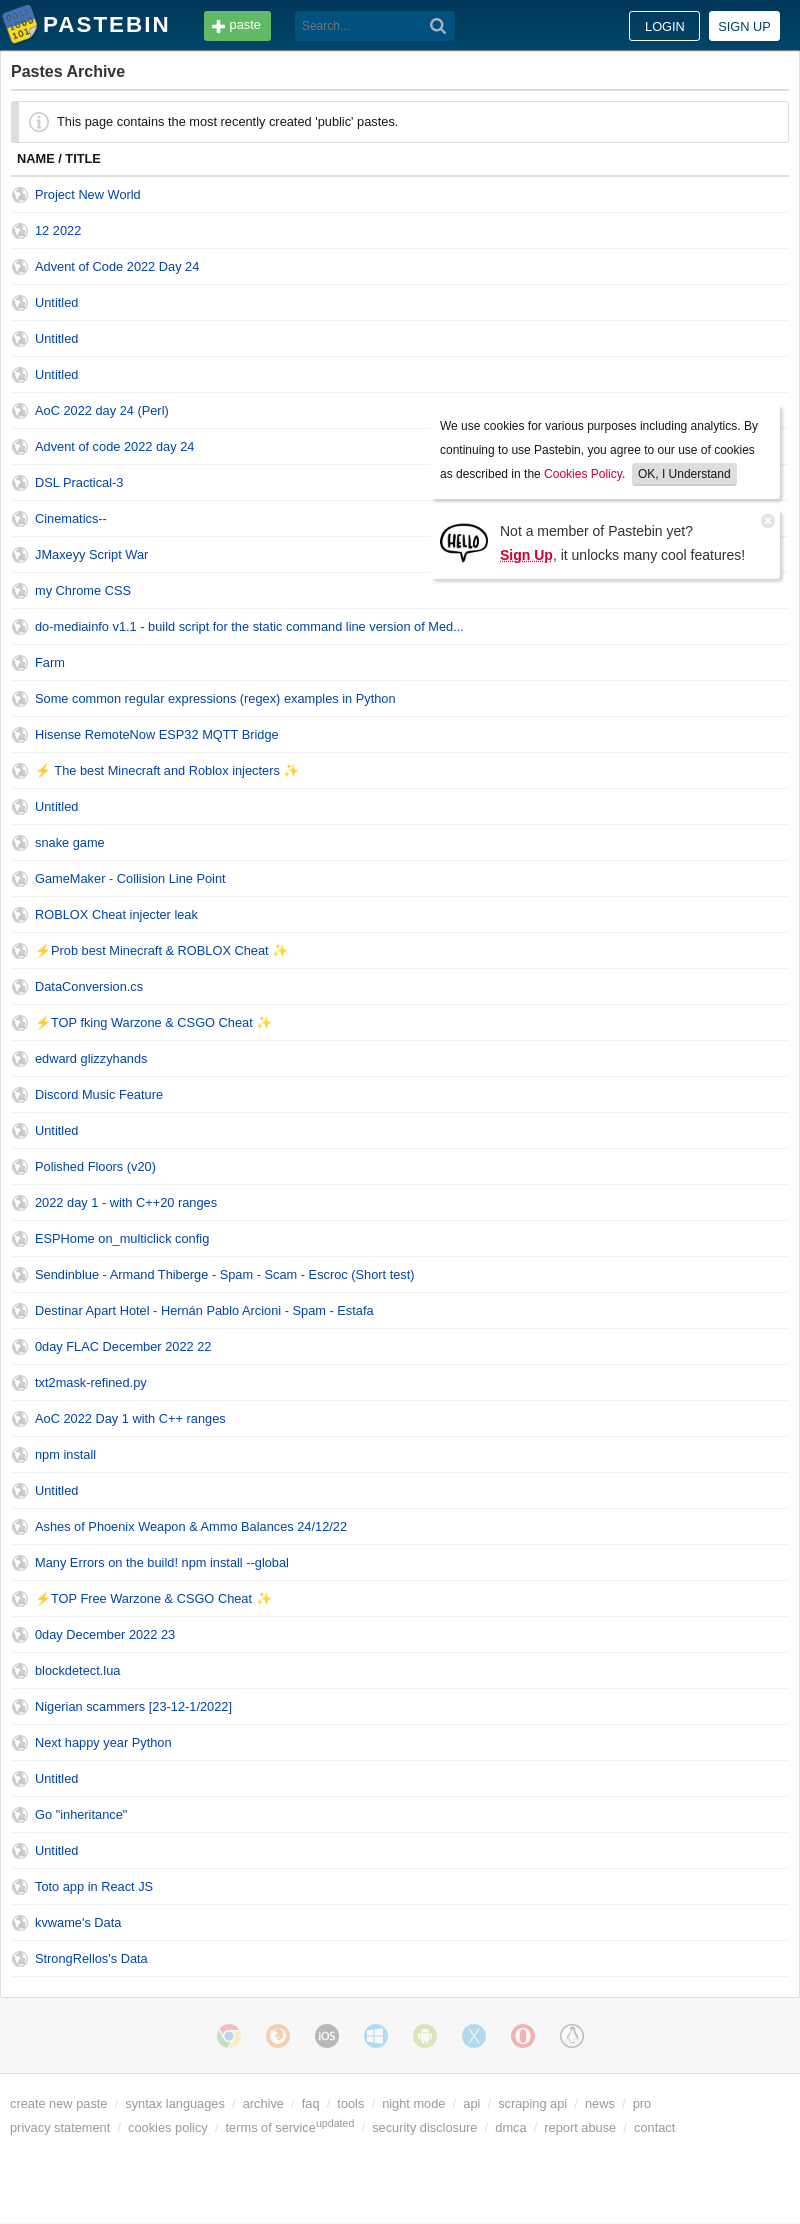 PASTEBIN
paste
Search...
LOGIN
SIGN UP
Pastes Archive
This page contains the most recently created 'public' pastes.
NAME / TITLE
Project New World
12 2022
Advent of Code 2022 Day 24
Untitled
Untitled
Untitled
AoC 2022 day 24 (Perl)
Advent of code 2022 day 24
DSL Practical-3
Cinematics--
JMaxeyy Script War
my Chrome CSS
We use cookies for various purposes including analytics. By
continuing to use Pastebin, you agree to our use of cookies
as described in the Cookies Policy. OK, I Understand
HELLO
Not a member of Pastebin yet?
Sign Up, it unlocks many cool features!
do-mediainfo v1.1 - build script for the static command line version of Med...
Farm
Some common regular expressions (regex) examples in Python
Hisense RemoteNow ESP32 MQTT Bridge
⚡ The best Minecraft and Roblox injecters ✨
Untitled
snake game
GameMaker - Collision Line Point
ROBLOX Cheat injecter leak
⚡Prob best Minecraft & ROBLOX Cheat ✨
DataConversion.cs
⚡TOP fking Warzone & CSGO Cheat ✨
edward glizzyhands
Discord Music Feature
Untitled
Polished Floors (v20)
2022 day 1 - with C++20 ranges
ESPHome on_multiclick config
Sendinblue - Armand Thiberge - Spam - Scam - Escroc (Short test)
Destinar Apart Hotel - Hernán Pablo Arcioni - Spam - Estafa
0day FLAC December 2022 22
txt2mask-refined.py
AoC 2022 Day 1 with C++ ranges
npm install
Untitled
Ashes of Phoenix Weapon & Ammo Balances 24/12/22
Many Errors on the build! npm install --global
⚡TOP Free Warzone & CSGO Cheat ✨
0day December 2022 23
blockdetect.lua
Nigerian scammers [23-12-1/2022]
Next happy year Python
Untitled
Go "inheritance"
Untitled
Toto app in React JS
kvwame's Data
StrongRellos's Data
iOS
create new paste / syntax languages / archive / faq / tools / night mode / api / scraping api / news / pro
privacy statement / cookies policy / terms of service updated / security disclosure / dmca / report abuse / contact